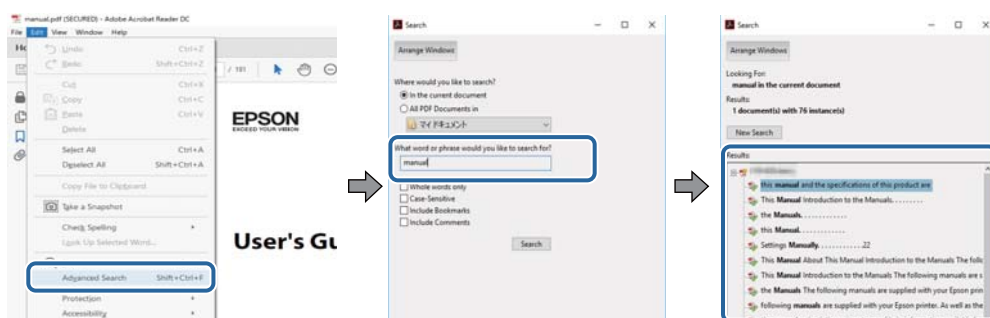 manual.pdf (SECURED) - Adobe Acrobat Reader DC
File Edit View Window Help
Undo Ctrl+Z
Redo Shift+Ctrl+Z
Cut Ctrl+X
Copy Ctrl+C
Paste Ctrl+V
Delete
Select All Ctrl+A
Deselect All Shift+Ctrl+A
Copy File to Clipboard
Take a Snapshot
Check Spelling
Look Up Selected Word...
Advanced Search Shift+Ctrl+F
Protection
Accessibility
/ 191
EPSON
EXCEED YOUR VISION
User's Gu
Search
Arrange Windows
Where would you like to search?
In the current document
All PDF Documents in
マイ ドキュメント
What word or phrase would you like to search for?
manual
Whole words only
Case-Sensitive
Include Bookmarks
Include Comments
Search
Search
Arrange Windows
Looking For:
manual in the current document
Results:
1 document(s) with 76 instance(s)
New Search
Results
this manual and the specifications of this product are
This Manual Introduction to the Manuals. . . . . . . . .
the Manuals. . . . . . . . . . . . .
this Manual. . . . . . . . . . . . .
Settings Manually. . . . . . . . . . . . .22
This Manual About This Manual Introduction to the Manuals The follo
This Manual Introduction to the Manuals The following manuals are s
the Manuals The following manuals are supplied with your Epson prin
following manuals are supplied with your Epson printer. As well as the